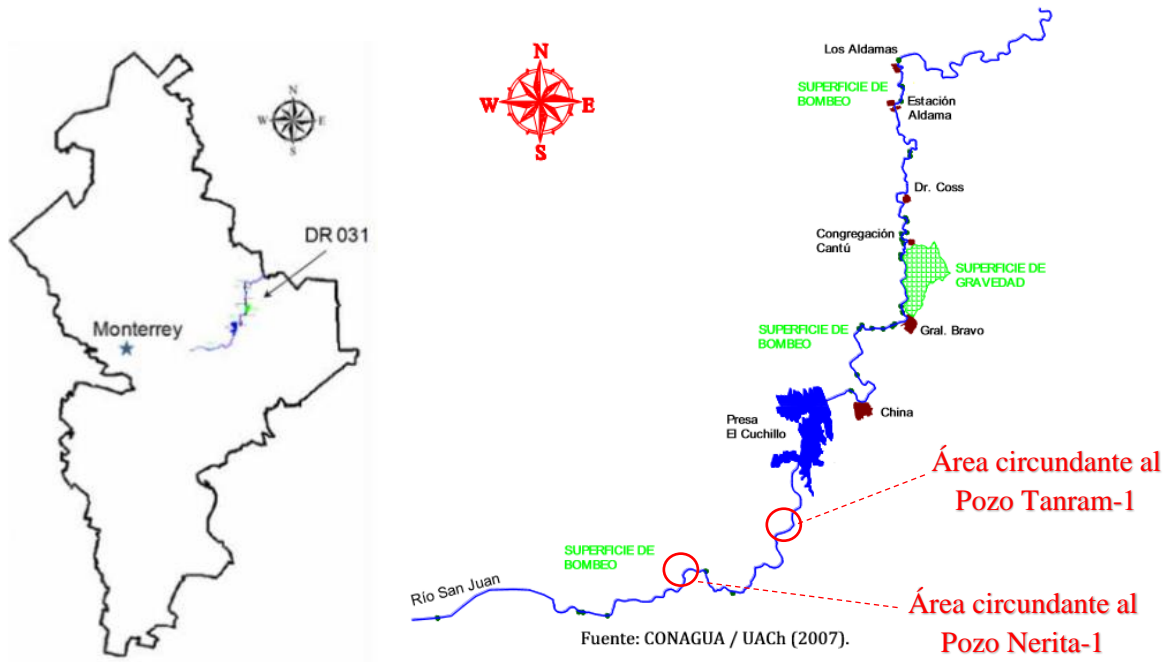 N
W
E
S
DR 031
Monterrey
N
W
E
S
Los Aldamas
SUPERFICIE DE
BOMBEO
Estación
Aldama
Dr. Coss
Congregación
Cantú
SUPERFICIE DE
GRAVEDAD
SUPERFICIE DE
BOMBEO
Gral. Bravo
China
Presa
El Cuchillo
Área circundante al
Pozo Tanram-1
SUPERFICIE DE
BOMBEO
Río San Juan
Área circundante al
Pozo Nerita-1
Fuente: CONAGUA / UACh (2007).